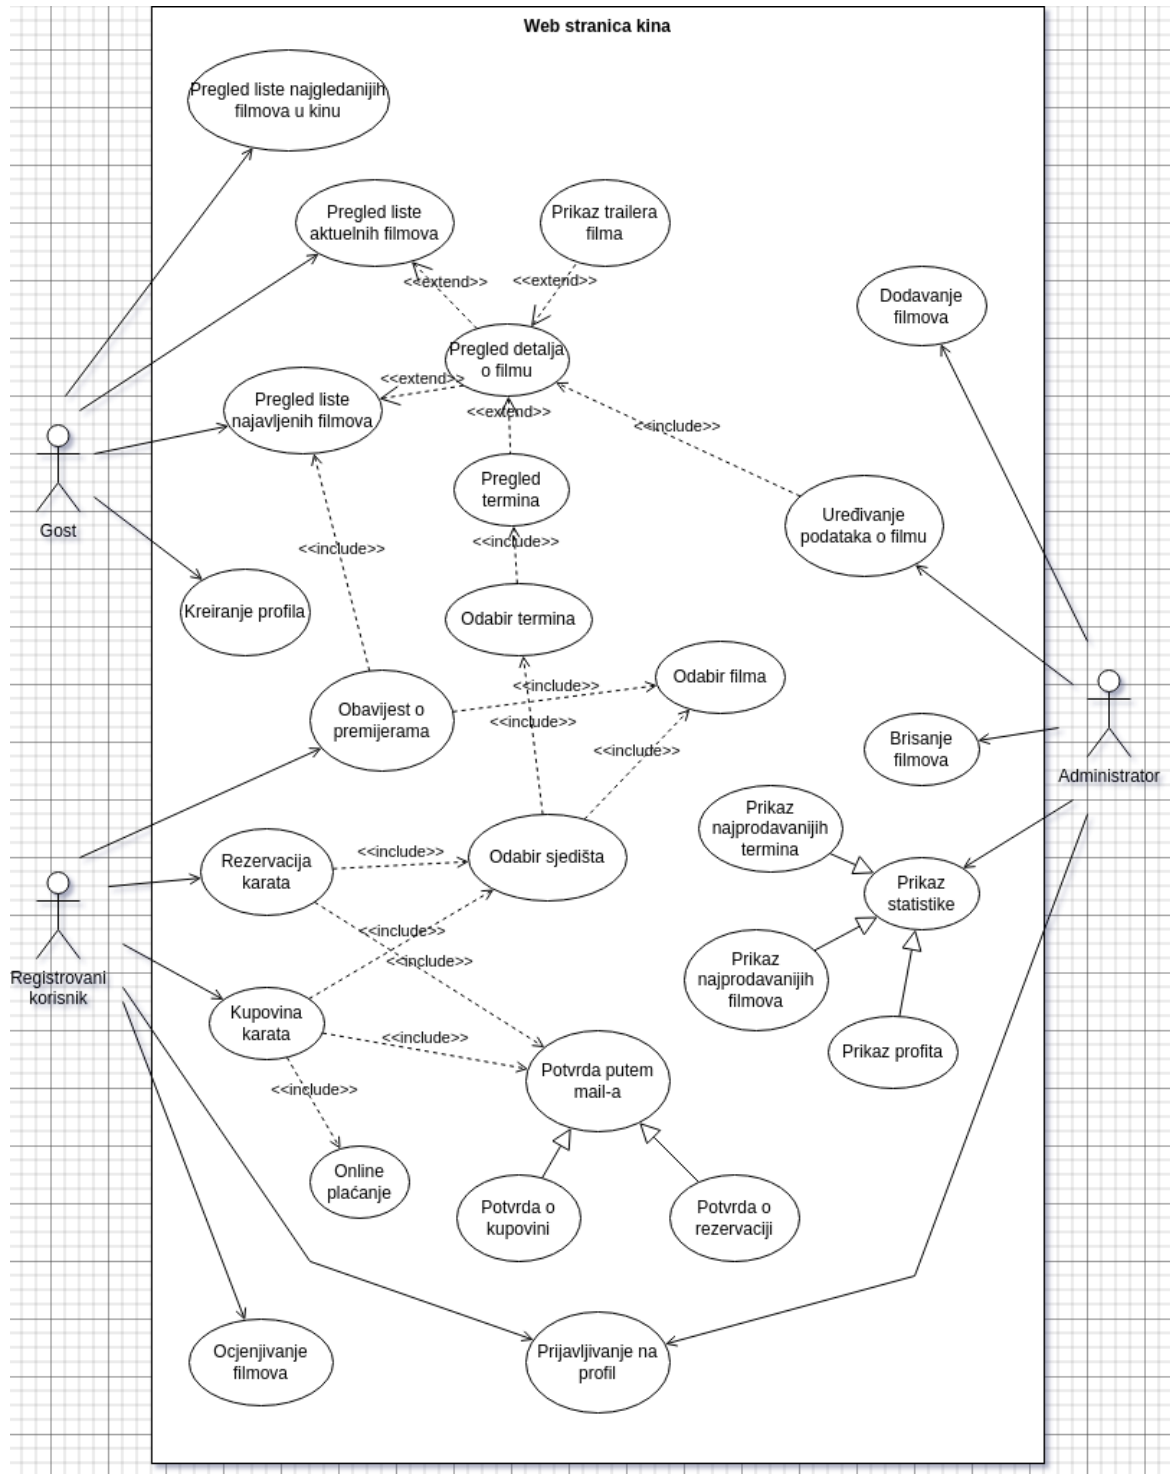 Web stranica kina
Pregled liste najgledanijih
filmova u kinu
Pregled liste
aktuelnih filmova
Prikaz trailera
filma
<<extend>>
<<extend>>
Dodavanje
filmova
Pregled detalja
o filmu
<<extend>>
Pregled liste
najavljenih filmova
<<extend>>
<<include>>
Gost
Pregled
termina
Uređivanje
podataka o filmu
<<include>>
<<include>>
Kreiranje profila
Odabir termina
Odabir filma
<<include>>
<<include>>
Obavijest o
premijerama
<<include>>
Brisanje
filmova
Administrator
Prikaz
najprodavanijih
termina
Rezervacija
karata
<<include>>
Odabir sjedišta
Prikaz
statistike
<<include>>
<<include>>
Registrovani
korisnik
Prikaz
najprodavanijih
filmova
Kupovina
karata
<<include>>
Prikaz profita
Potvrda putem
mail-a
<<include>>
Online
plaćanje
Potvrda o
kupovini
Potvrda o
rezervaciji
Ocjenjivanje
filmova
Prijavljivanje na
profil